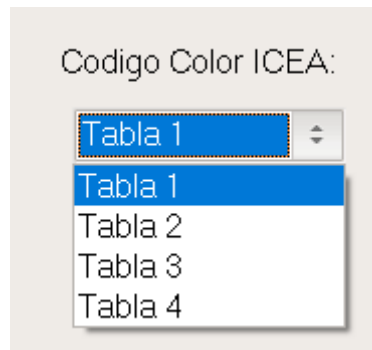 Codigo Color ICEA:
Tabla 1
Tabla 1
Tabla 2
Tabla 3
Tabla 4